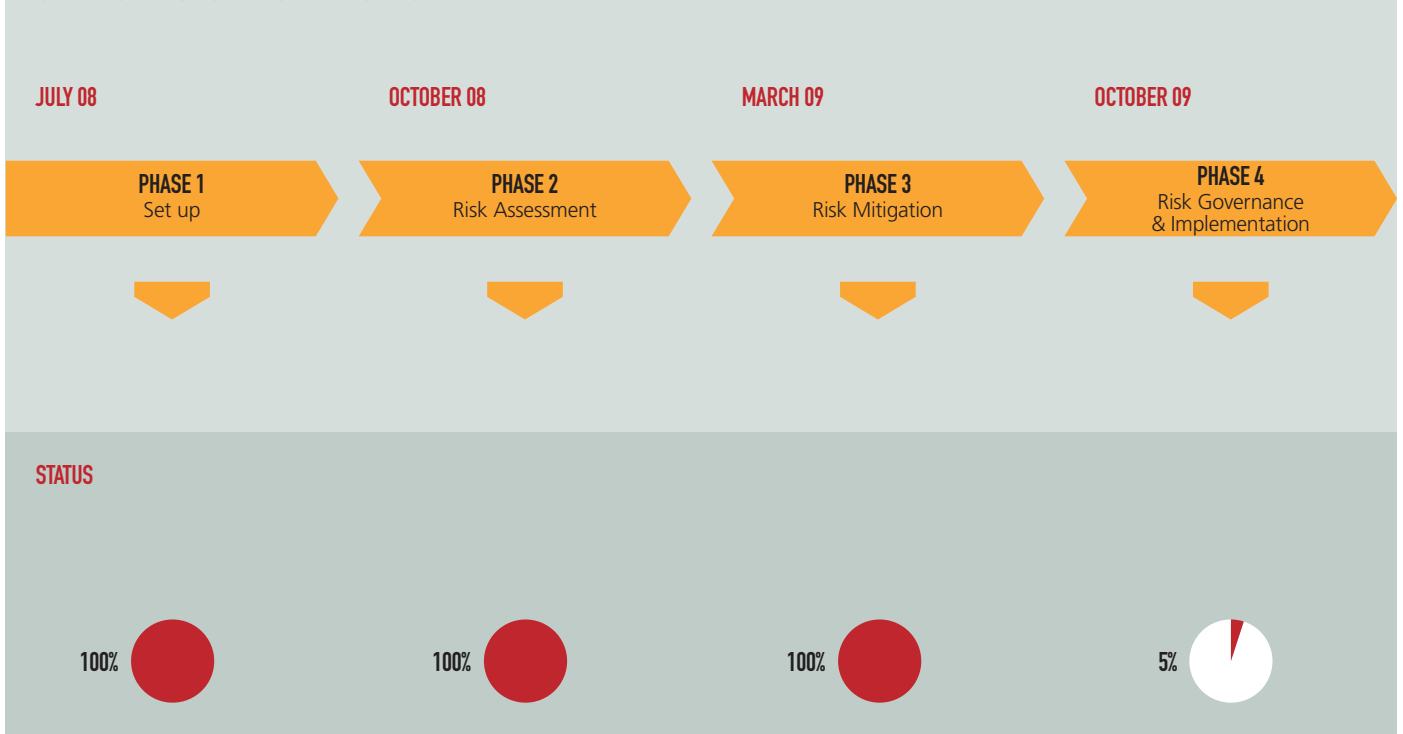 JULY 08
OCTOBER 08
MARCH 09
OCTOBER 09
PHASE 1
Set up
PHASE 2
Risk Assessment
PHASE 3
Risk Mitigation
PHASE 4
Risk Governance
& Implementation
STATUS
100%
100%
100%
5%